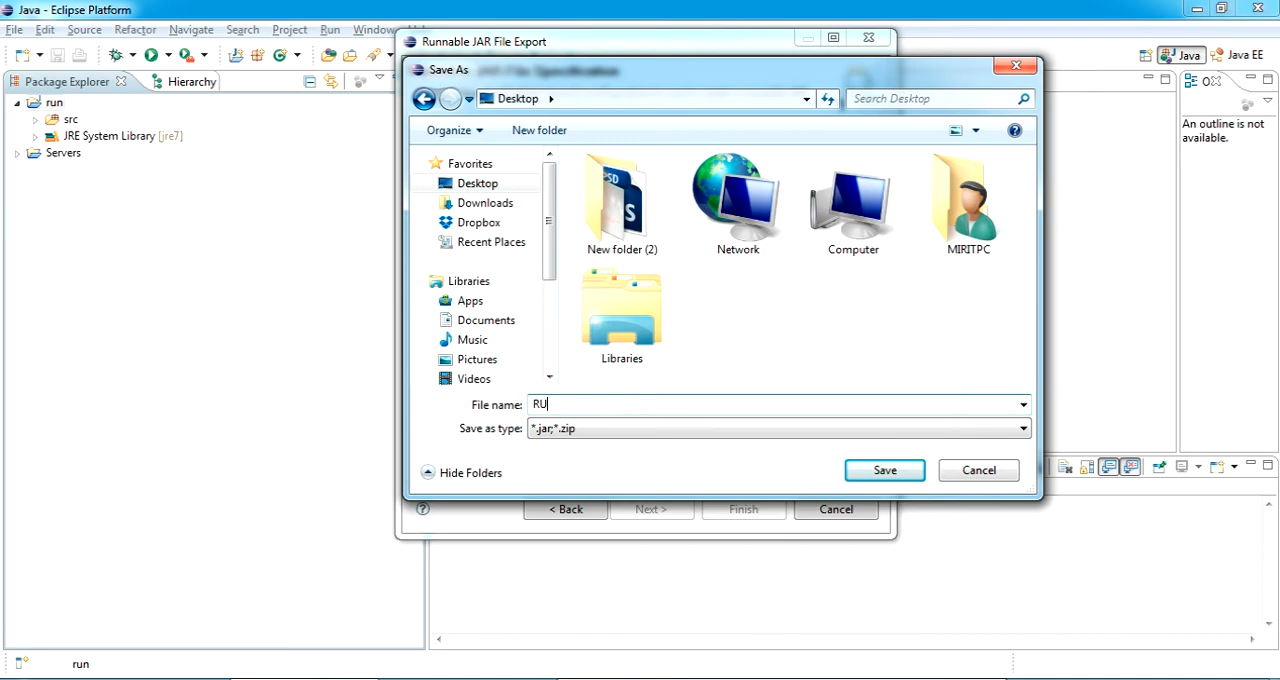 Java - Eclipse Platform
File Edit Source Refactor Navigate Search Project Run Window
Runnable JAR File Export
Java Java EE
Package Explorer Hierarchy
run
src
JRE System Library [jre7]
Servers
An outline is not
available.
Save As
Desktop
Search Desktop
Organize New folder
Favorites
Desktop
Downloads
Dropbox
Recent Places
Libraries
Apps
Documents
Music
Pictures
Videos
PSD
New folder (2)
Network
Computer
MIRITPC
Libraries
File name: RU
Save as type: *.jar;*.zip
Hide Folders
Save
Cancel
< Back Next > Finish Cancel
run